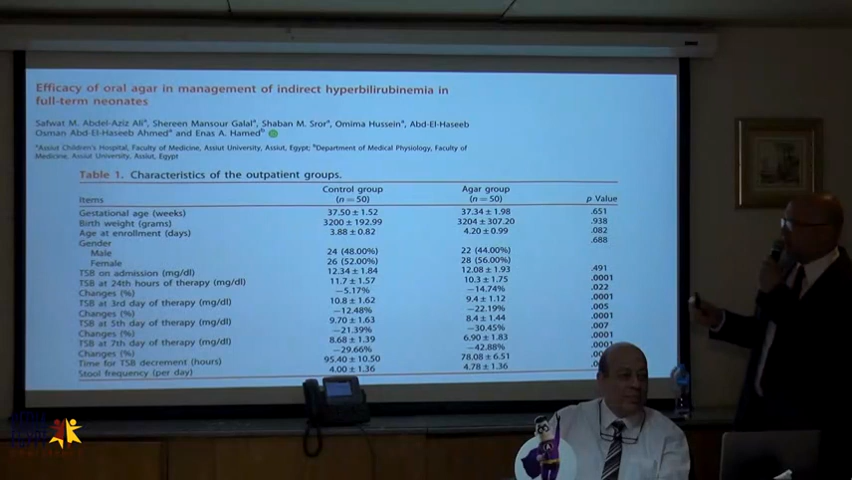 Efficacy of oral agar in management of indirect hyperbilirubinemia in
full-term neonates
Safwat M. Abdel-Aziz Aliᵃ, Shereen Mansour Galalᵃ, Shaban M. Srorᵃ, Omima Husseinᵃ, Abd-El-Haseeb
Osman Abd-El-Haseeb Ahmedᵃ and Enas A. Hamedᵇ
ᵃAssiut Children's Hospital, Faculty of Medicine, Assiut University, Assiut, Egypt; ᵇDepartment of Medical Physiology, Faculty of
Medicine, Assiut University, Assiut, Egypt
Table 1. Characteristics of the outpatient groups.
Control group Agar group
Items (n = 50) (n = 50) p Value
Gestational age (weeks) 37.50 ± 1.52 37.34 ± 1.98 .651
Birth weight (grams) 3200 ± 192.99 3204 ± 307.20 .938
Age at enrollment (days) 3.88 ± 0.82 4.20 ± 0.99 .082
Gender .688
Male 24 (48.00%) 22 (44.00%)
Female 26 (52.00%) 28 (56.00%)
TSB on admission (mg/dl) 12.34 ± 1.84 12.08 ± 1.93 .491
TSB at 24th hours of therapy (mg/dl) 11.7 ± 1.57 10.3 ± 1.75 .0001
Changes (%) −5.17% −14.74% .022
TSB at 3rd day of therapy (mg/dl) 10.8 ± 1.62 9.4 ± 1.12 .0001
Changes (%) −12.48% −22.19% .005
TSB at 5th day of therapy (mg/dl) 9.70 ± 1.63 8.4 ± 1.44 .0001
Changes (%) −21.39% −30.45% .007
TSB at 7th day of therapy (mg/dl) 8.68 ± 1.39 6.90 ± 1.83 .0001
Changes (%) −29.66% −42.88%
Time for TSB decrement (hours) 95.40 ± 10.50 78.08 ± 6.51
Stool frequency (per day) 4.00 ± 1.36 4.78 ± 1.36